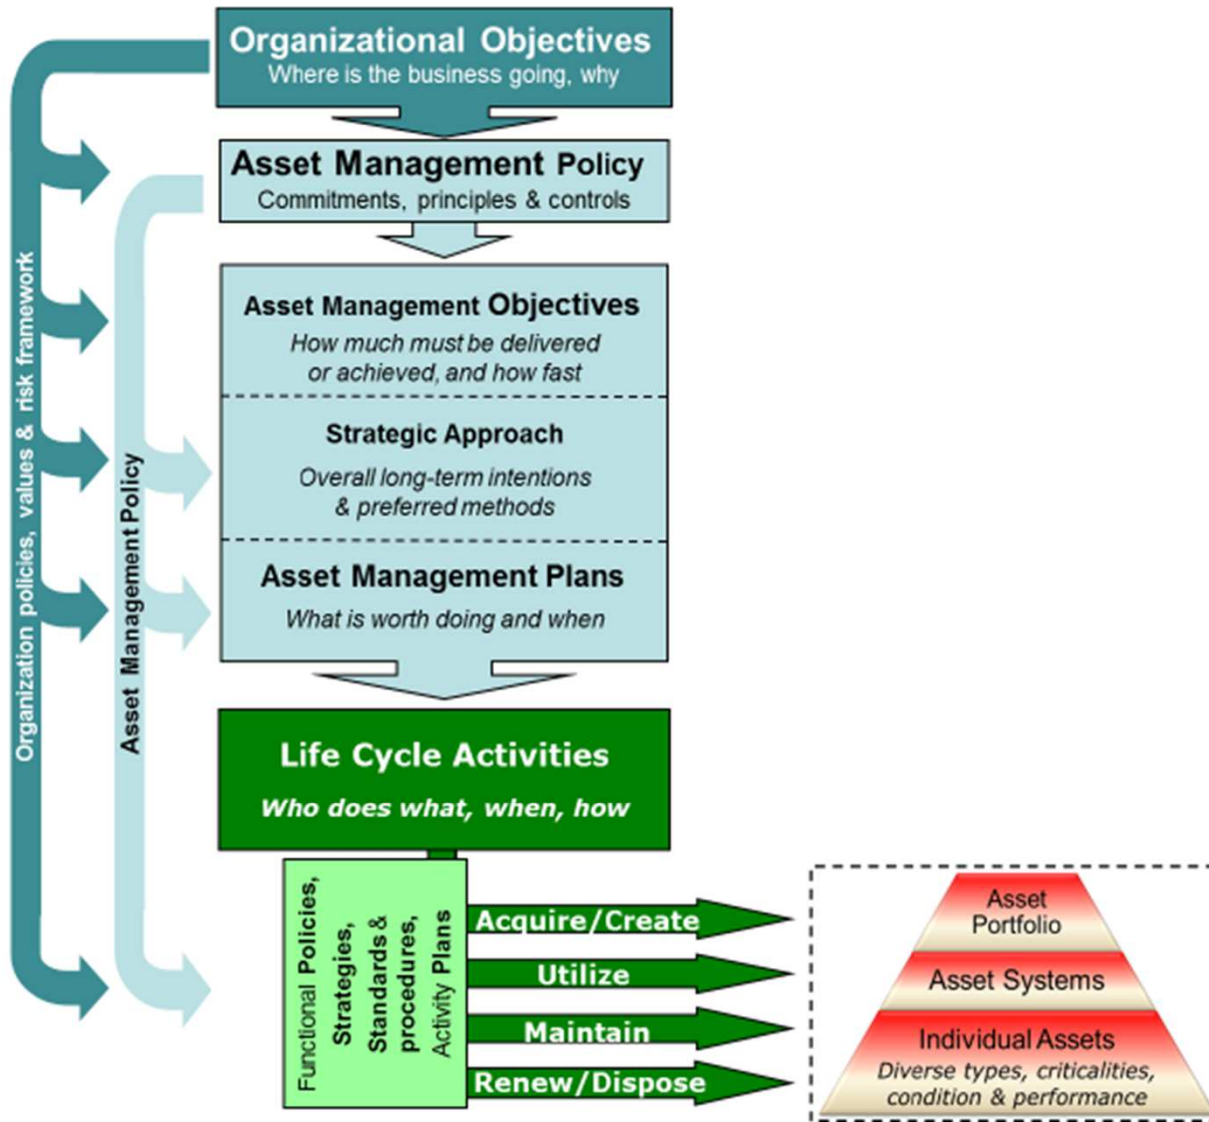 Organizational Objectives
Where is the business going, why
Asset Management Policy
Commitments, principles & controls
Organization policies, values & risk framework
Asset Management Policy
Asset Management Objectives
How much must be delivered
or achieved, and how fast
Strategic Approach
Overall long-term intentions
& preferred methods
Asset Management Plans
What is worth doing and when
Life Cycle Activities
Who does what, when, how
Functional Policies,
Strategies,
Standards &
procedures,
Activity Plans
Acquire/Create
Utilize
Maintain
Renew/Dispose
Asset
Portfolio
Asset Systems
Individual Assets
Diverse types, criticalities,
condition & performance